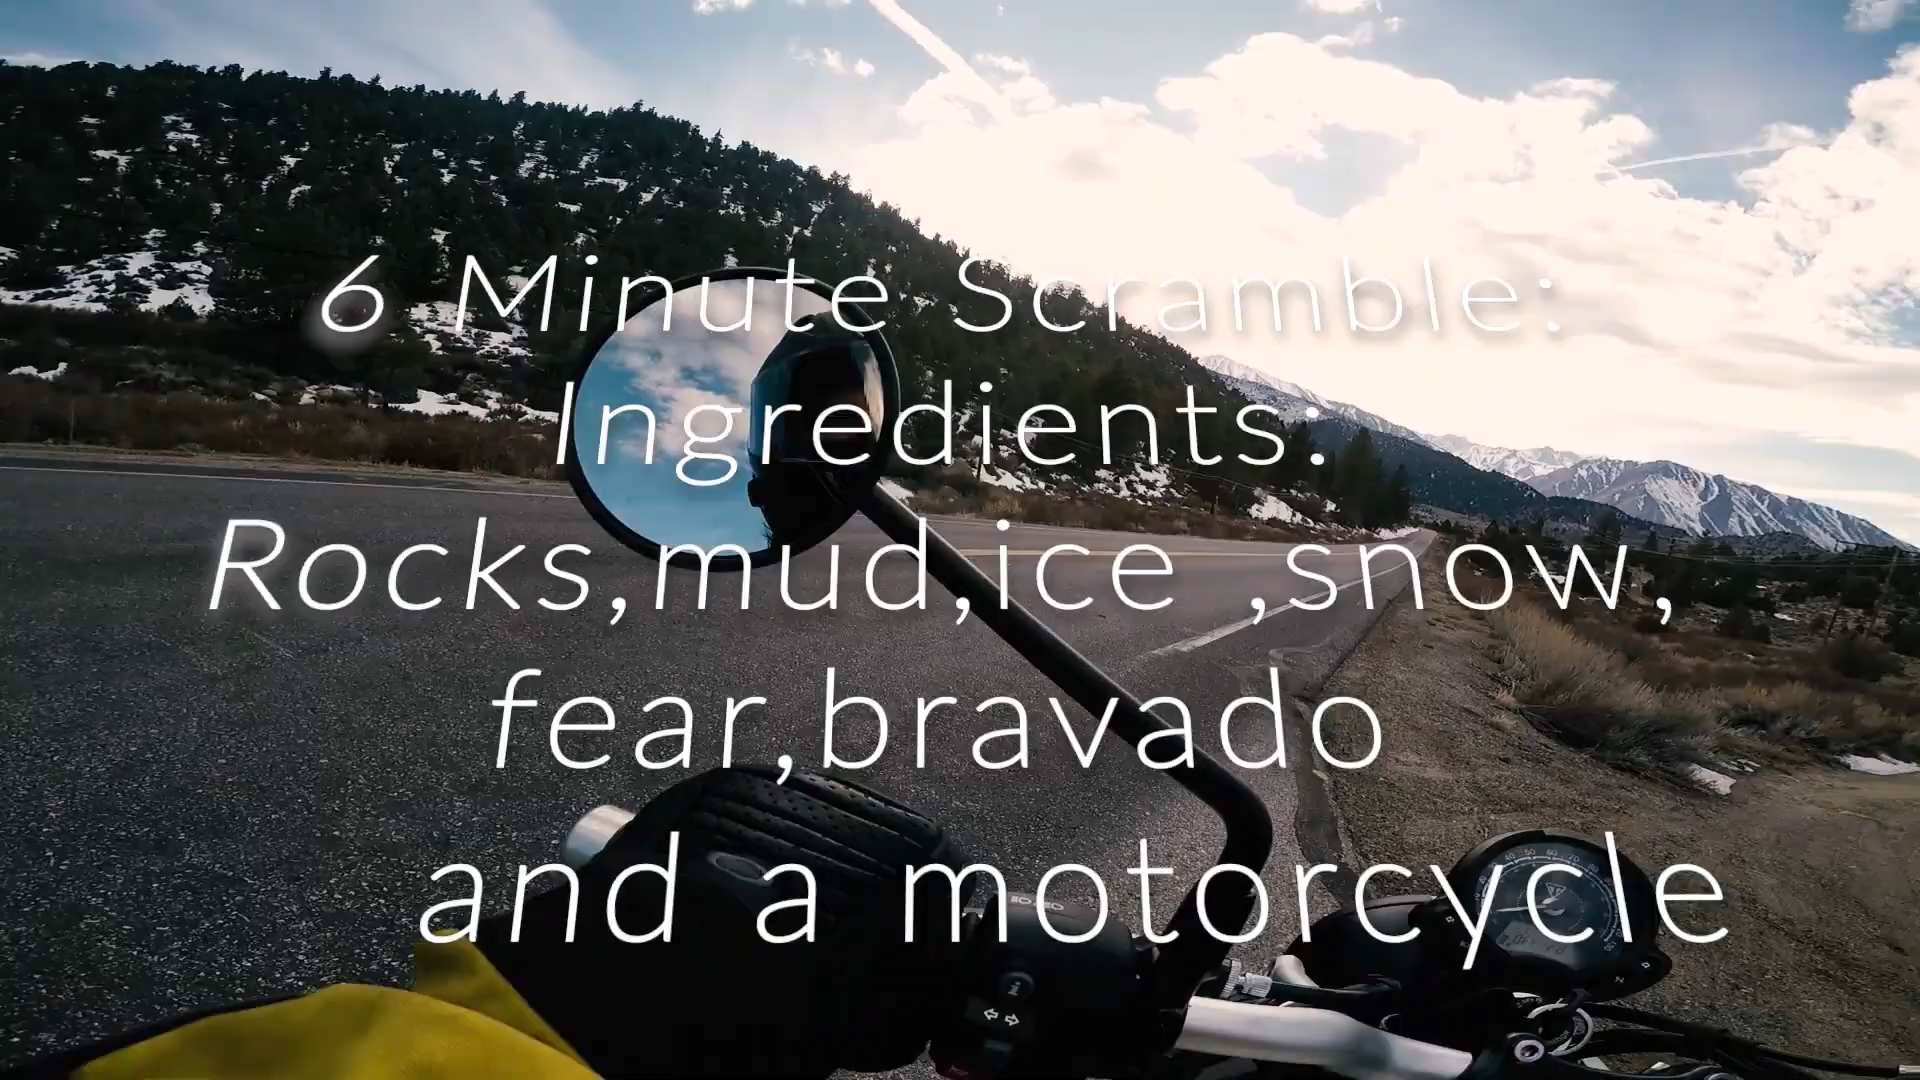 6 Minute Scramble:
Ingredients:
Rocks,mud,ice ,snow,
fear,bravado
and a motorcycle